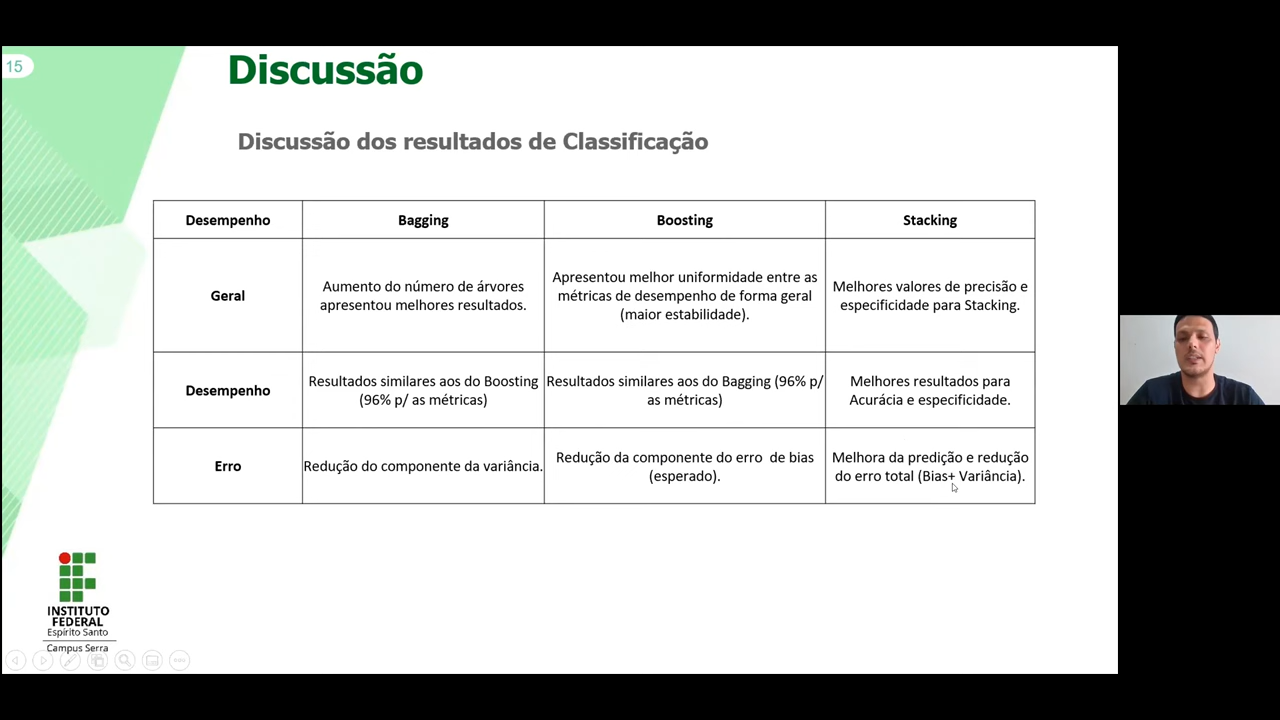 15
Discussão
Discussão dos resultados de Classificação
Desempenho
Bagging
Boosting
Stacking
Geral
Aumento do número de árvores
apresentou melhores resultados.
Apresentou melhor uniformidade entre as
métricas de desempenho de forma geral
(maior estabilidade).
Melhores valores de precisão e
especificidade para Stacking.
Desempenho
Resultados similares aos do Boosting
(96% p/ as métricas)
Resultados similares aos do Bagging (96% p/
as métricas)
Melhores resultados para
Acurácia e especificidade.
Erro
Redução do componente da variância.
Redução da componente do erro  de bias
(esperado).
Melhora da predição e redução
do erro total (Bias+ Variância).
INSTITUTO
FEDERAL
Espírito Santo
Campus Serra